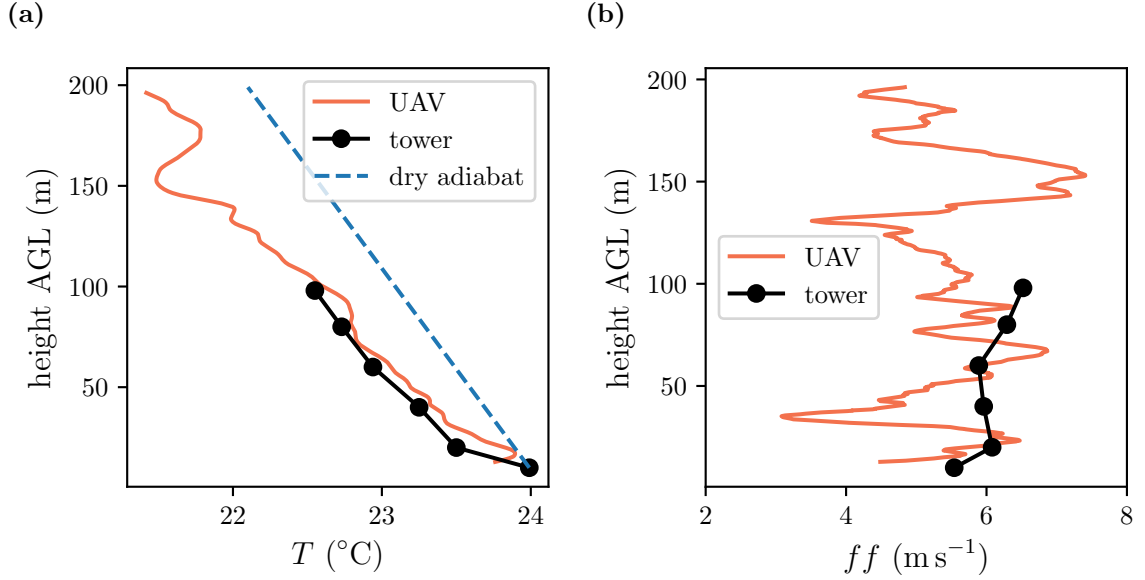 (a)
200
150
100
50
height AGL (m)
22
23
24
T (°C)
UAV
tower
dry adiabat
(b)
200
150
100
50
height AGL (m)
2
4
6
8
ff (m s⁻¹)
UAV
tower